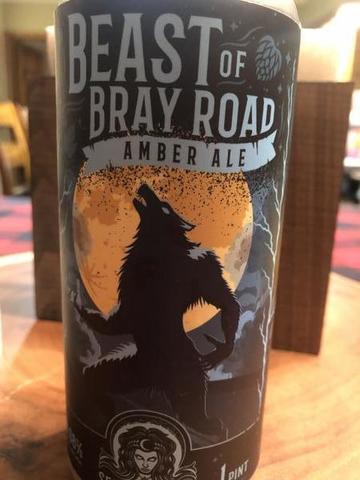 BEAST OF
BRAY ROAD
AMBER ALE
1 PINT